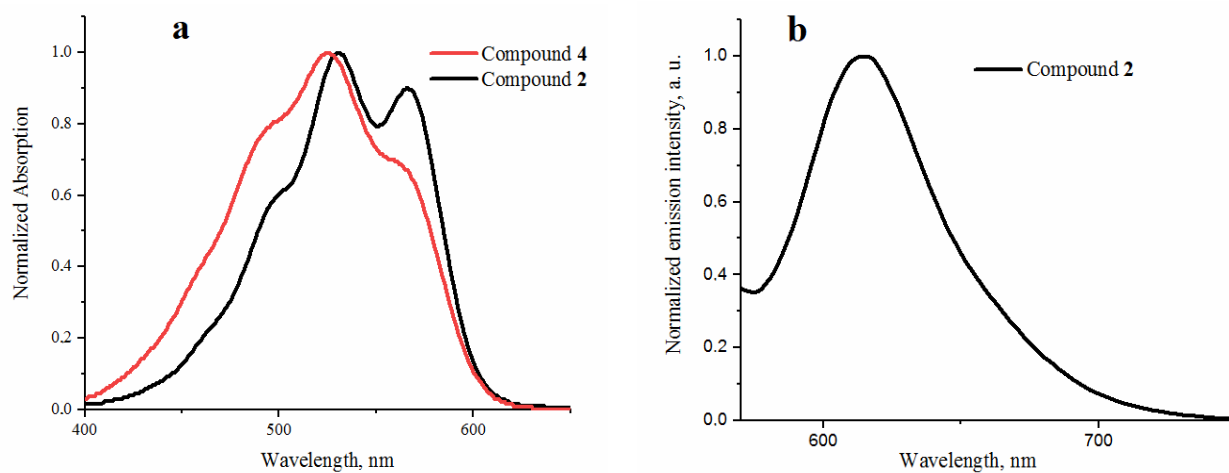 a
Compound 4
Compound 2
Normalized Absorption
1.0
0.8
0.6
0.4
0.2
0.0
400
500
600
Wavelength, nm
b
Compound 2
Normalized emission intensity, a. u.
1.0
0.8
0.6
0.4
0.2
0.0
600
700
Wavelength, nm